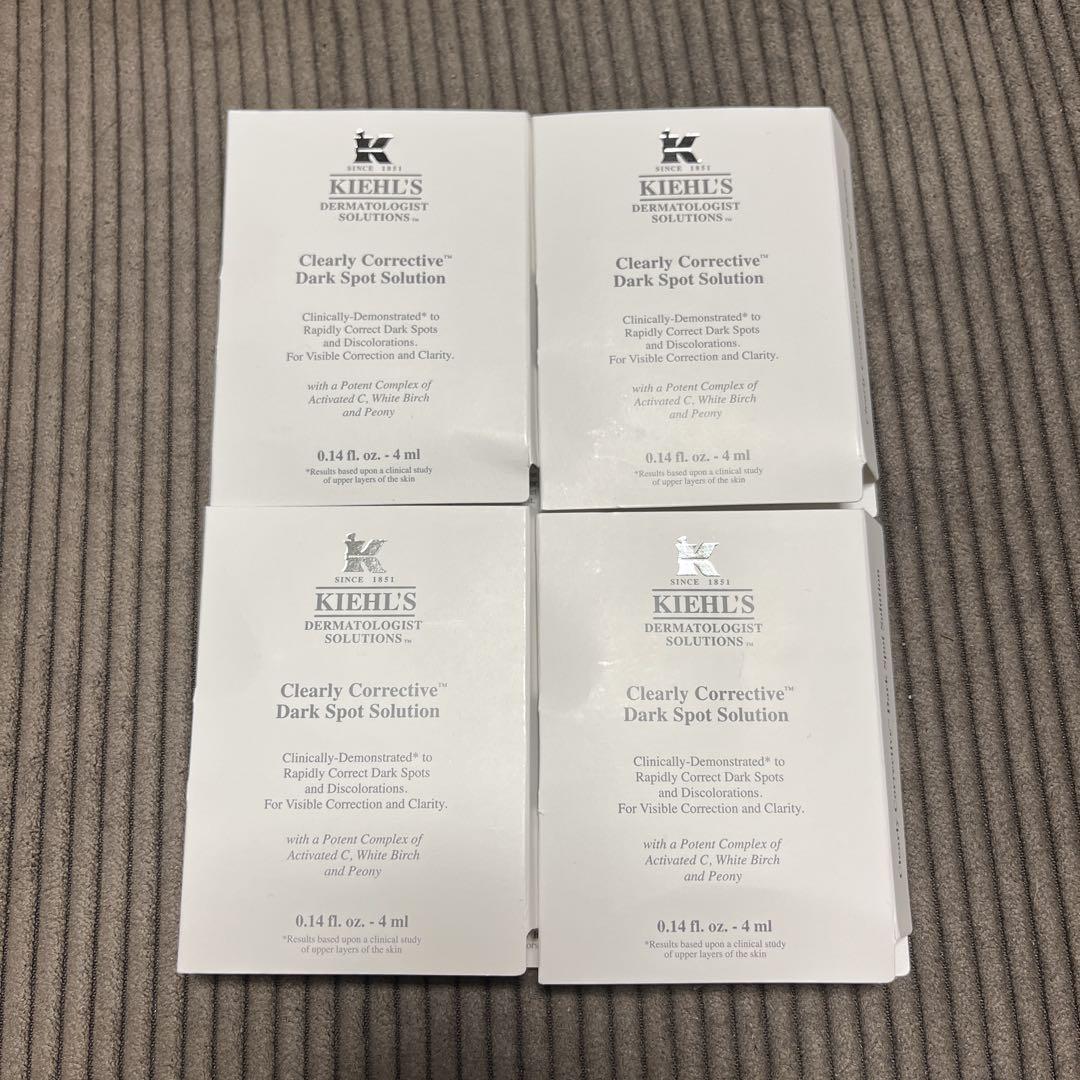 SINCE 1851
KIEHL'S
DERMATOLOGIST
SOLUTIONS™
Clearly Corrective™
Dark Spot Solution
Clinically-Demonstrated* to
Rapidly Correct Dark Spots
and Discolorations.
For Visible Correction and Clarity.
with a Potent Complex of
Activated C, White Birch
and Peony
0.14 fl. oz. - 4 ml
*Results based upon a clinical study
of upper layers of the skin
SINCE 1851
KIEHL'S
DERMATOLOGIST
SOLUTIONS™
Clearly Corrective™
Dark Spot Solution
Clinically-Demonstrated* to
Rapidly Correct Dark Spots
and Discolorations.
For Visible Correction and Clarity.
with a Potent Complex of
Activated C, White Birch
and Peony
0.14 fl. oz. - 4 ml
*Results based upon a clinical study
of upper layers of the skin
SINCE 1851
KIEHL'S
DERMATOLOGIST
SOLUTIONS™
Clearly Corrective™
Dark Spot Solution
Clinically-Demonstrated* to
Rapidly Correct Dark Spots
and Discolorations.
For Visible Correction and Clarity.
with a Potent Complex of
Activated C, White Birch
and Peony
0.14 fl. oz. - 4 ml
*Results based upon a clinical study
of upper layers of the skin
SINCE 1851
KIEHL'S
DERMATOLOGIST
SOLUTIONS™
Clearly Corrective™
Dark Spot Solution
Clinically-Demonstrated* to
Rapidly Correct Dark Spots
and Discolorations.
For Visible Correction and Clarity.
with a Potent Complex of
Activated C, White Birch
and Peony
0.14 fl. oz. - 4 ml
*Results based upon a clinical study
of upper layers of the skin
Clearly Corrective Dark Spot Solution